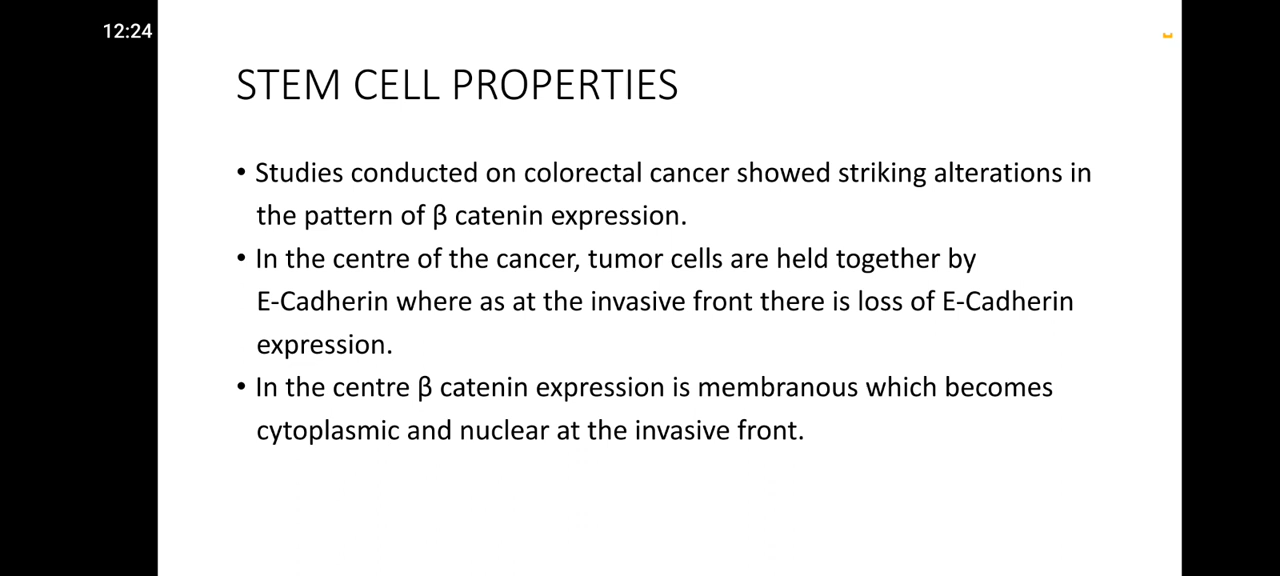 12:24
STEM CELL PROPERTIES
• Studies conducted on colorectal cancer showed striking alterations in
the pattern of β catenin expression.
• In the centre of the cancer, tumor cells are held together by
E-Cadherin where as at the invasive front there is loss of E-Cadherin
expression.
• In the centre β catenin expression is membranous which becomes
cytoplasmic and nuclear at the invasive front.